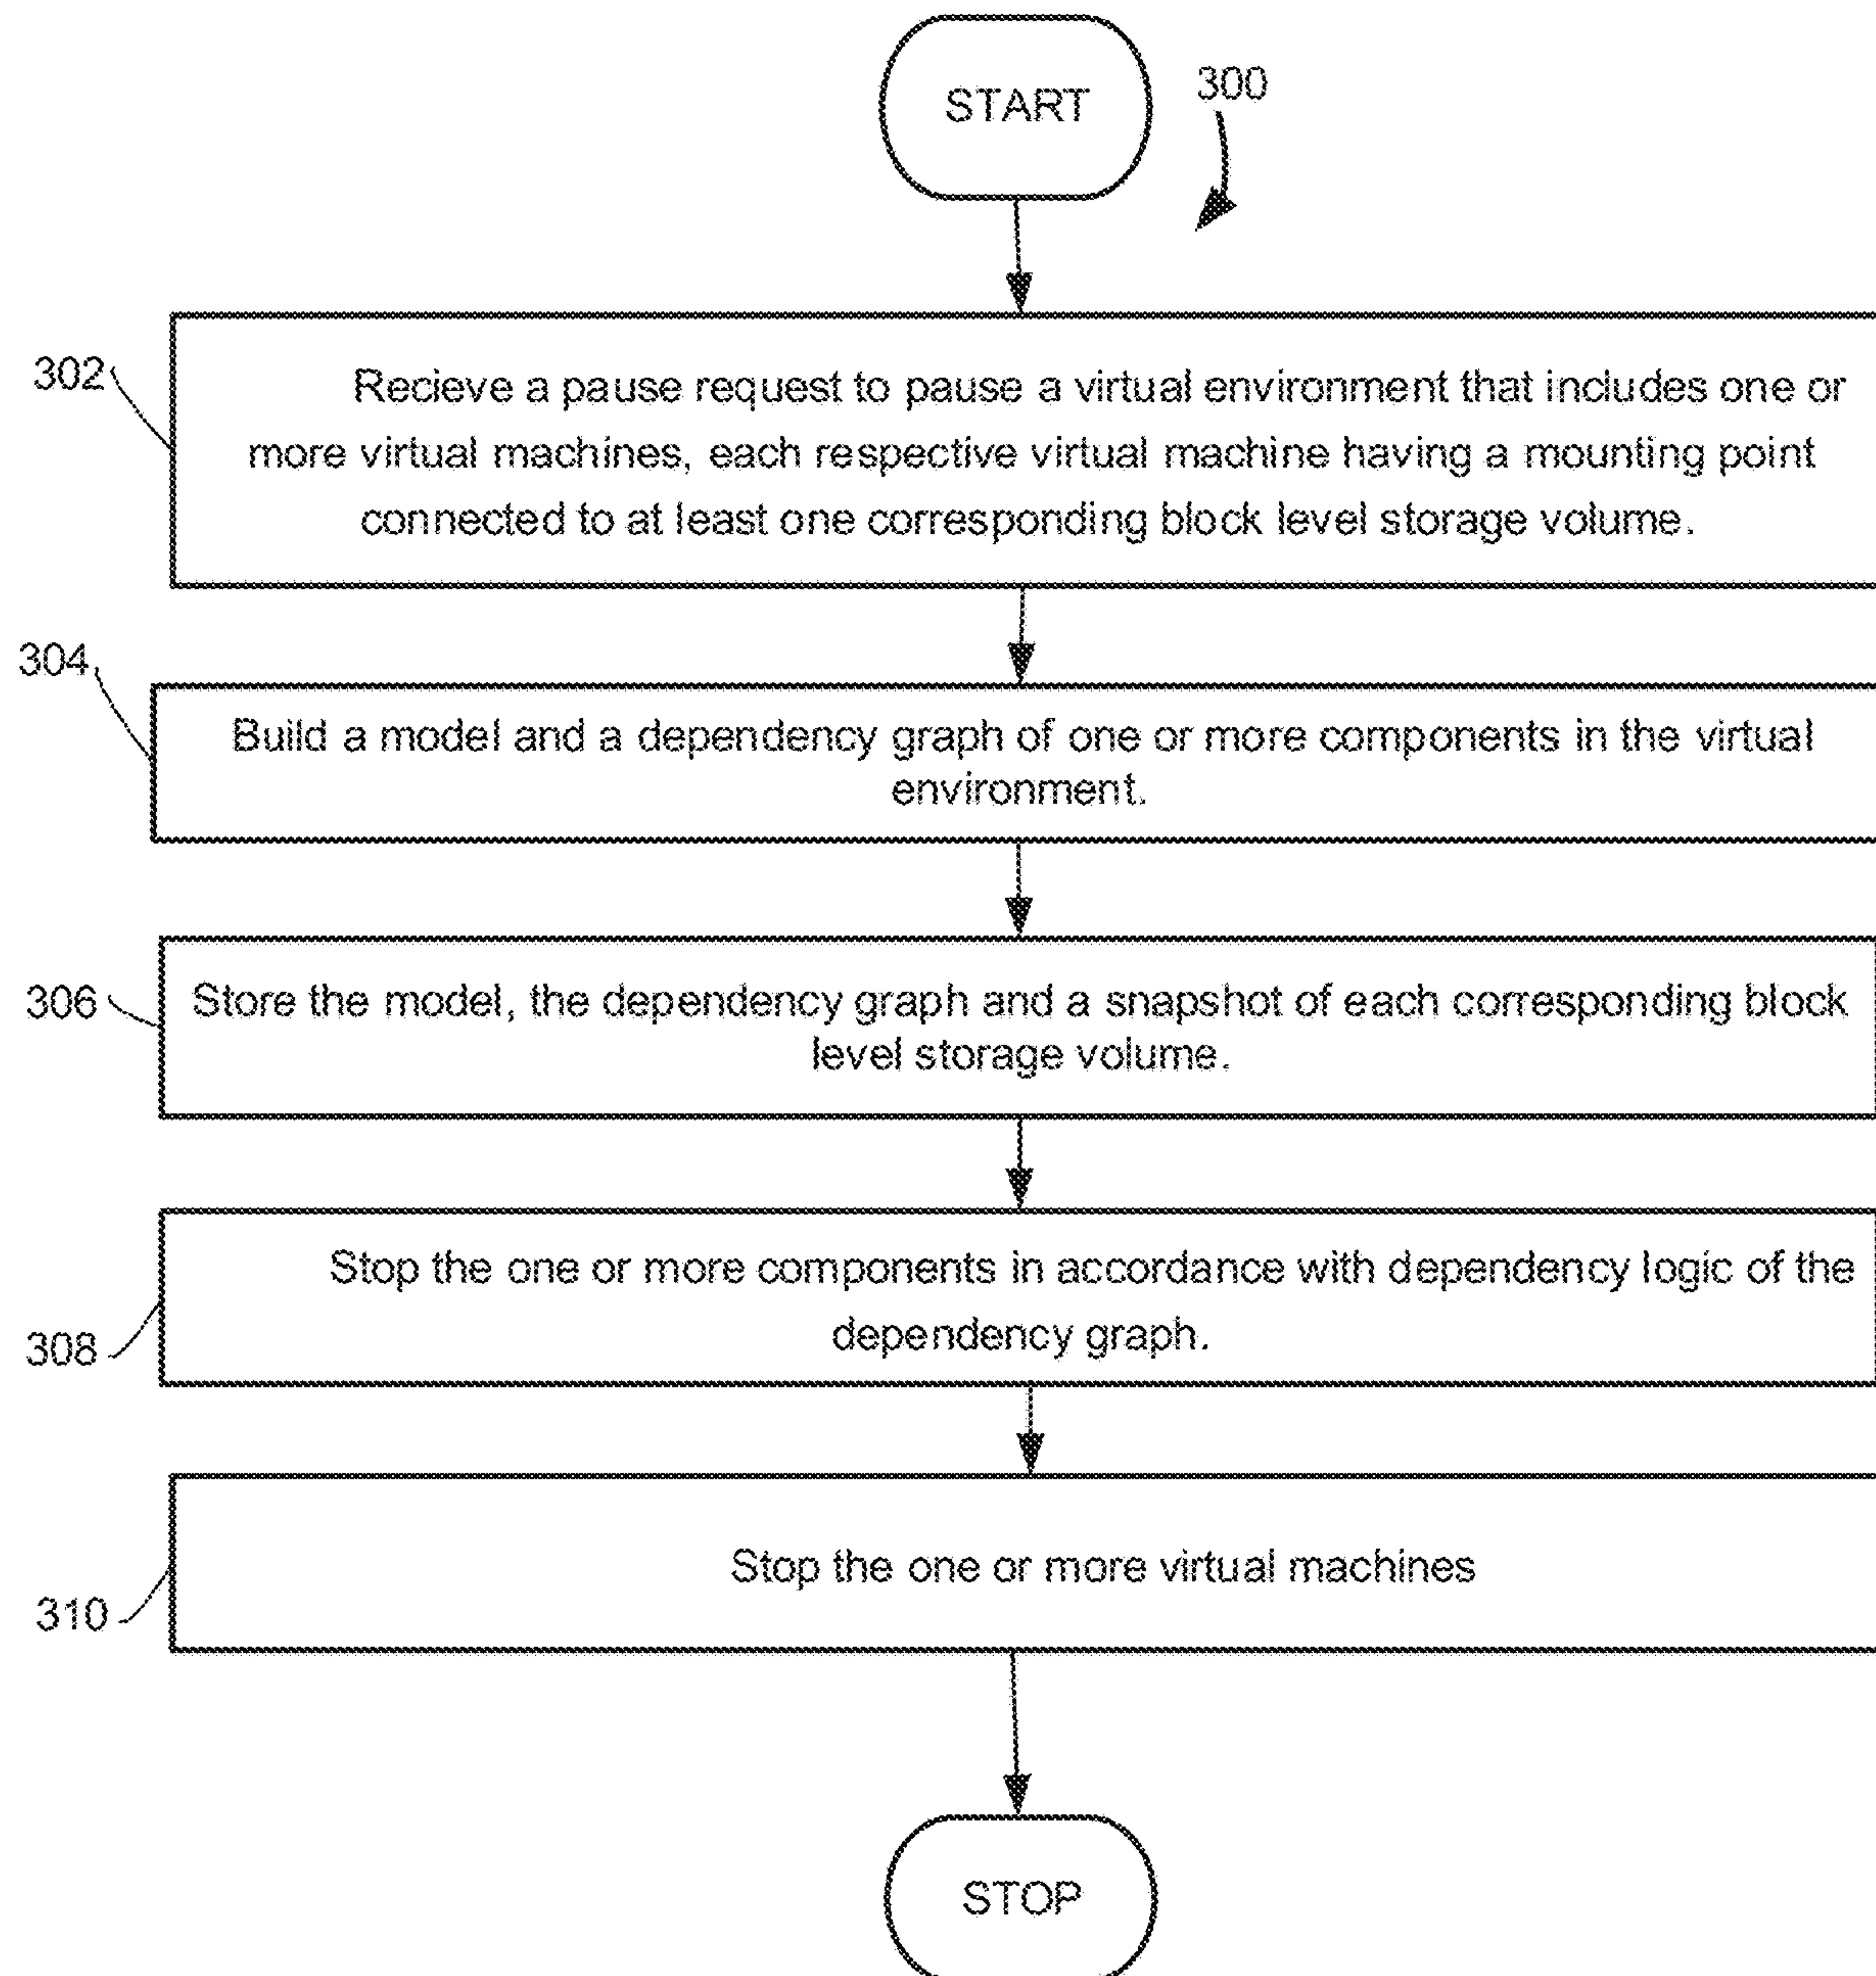 START
300
302
Recieve a pause request to pause a virtual environment that includes one or
more virtual machines, each respective virtual machine having a mounting point
connected to at least one corresponding block level storage volume.
304
Build a model and a dependency graph of one or more components in the virtual
environment.
306
Store the model, the dependency graph and a snapshot of each corresponding block
level storage volume.
308
Stop the one or more components in accordance with dependency logic of the
dependency graph.
310
Stop the one or more virtual machines
STOP